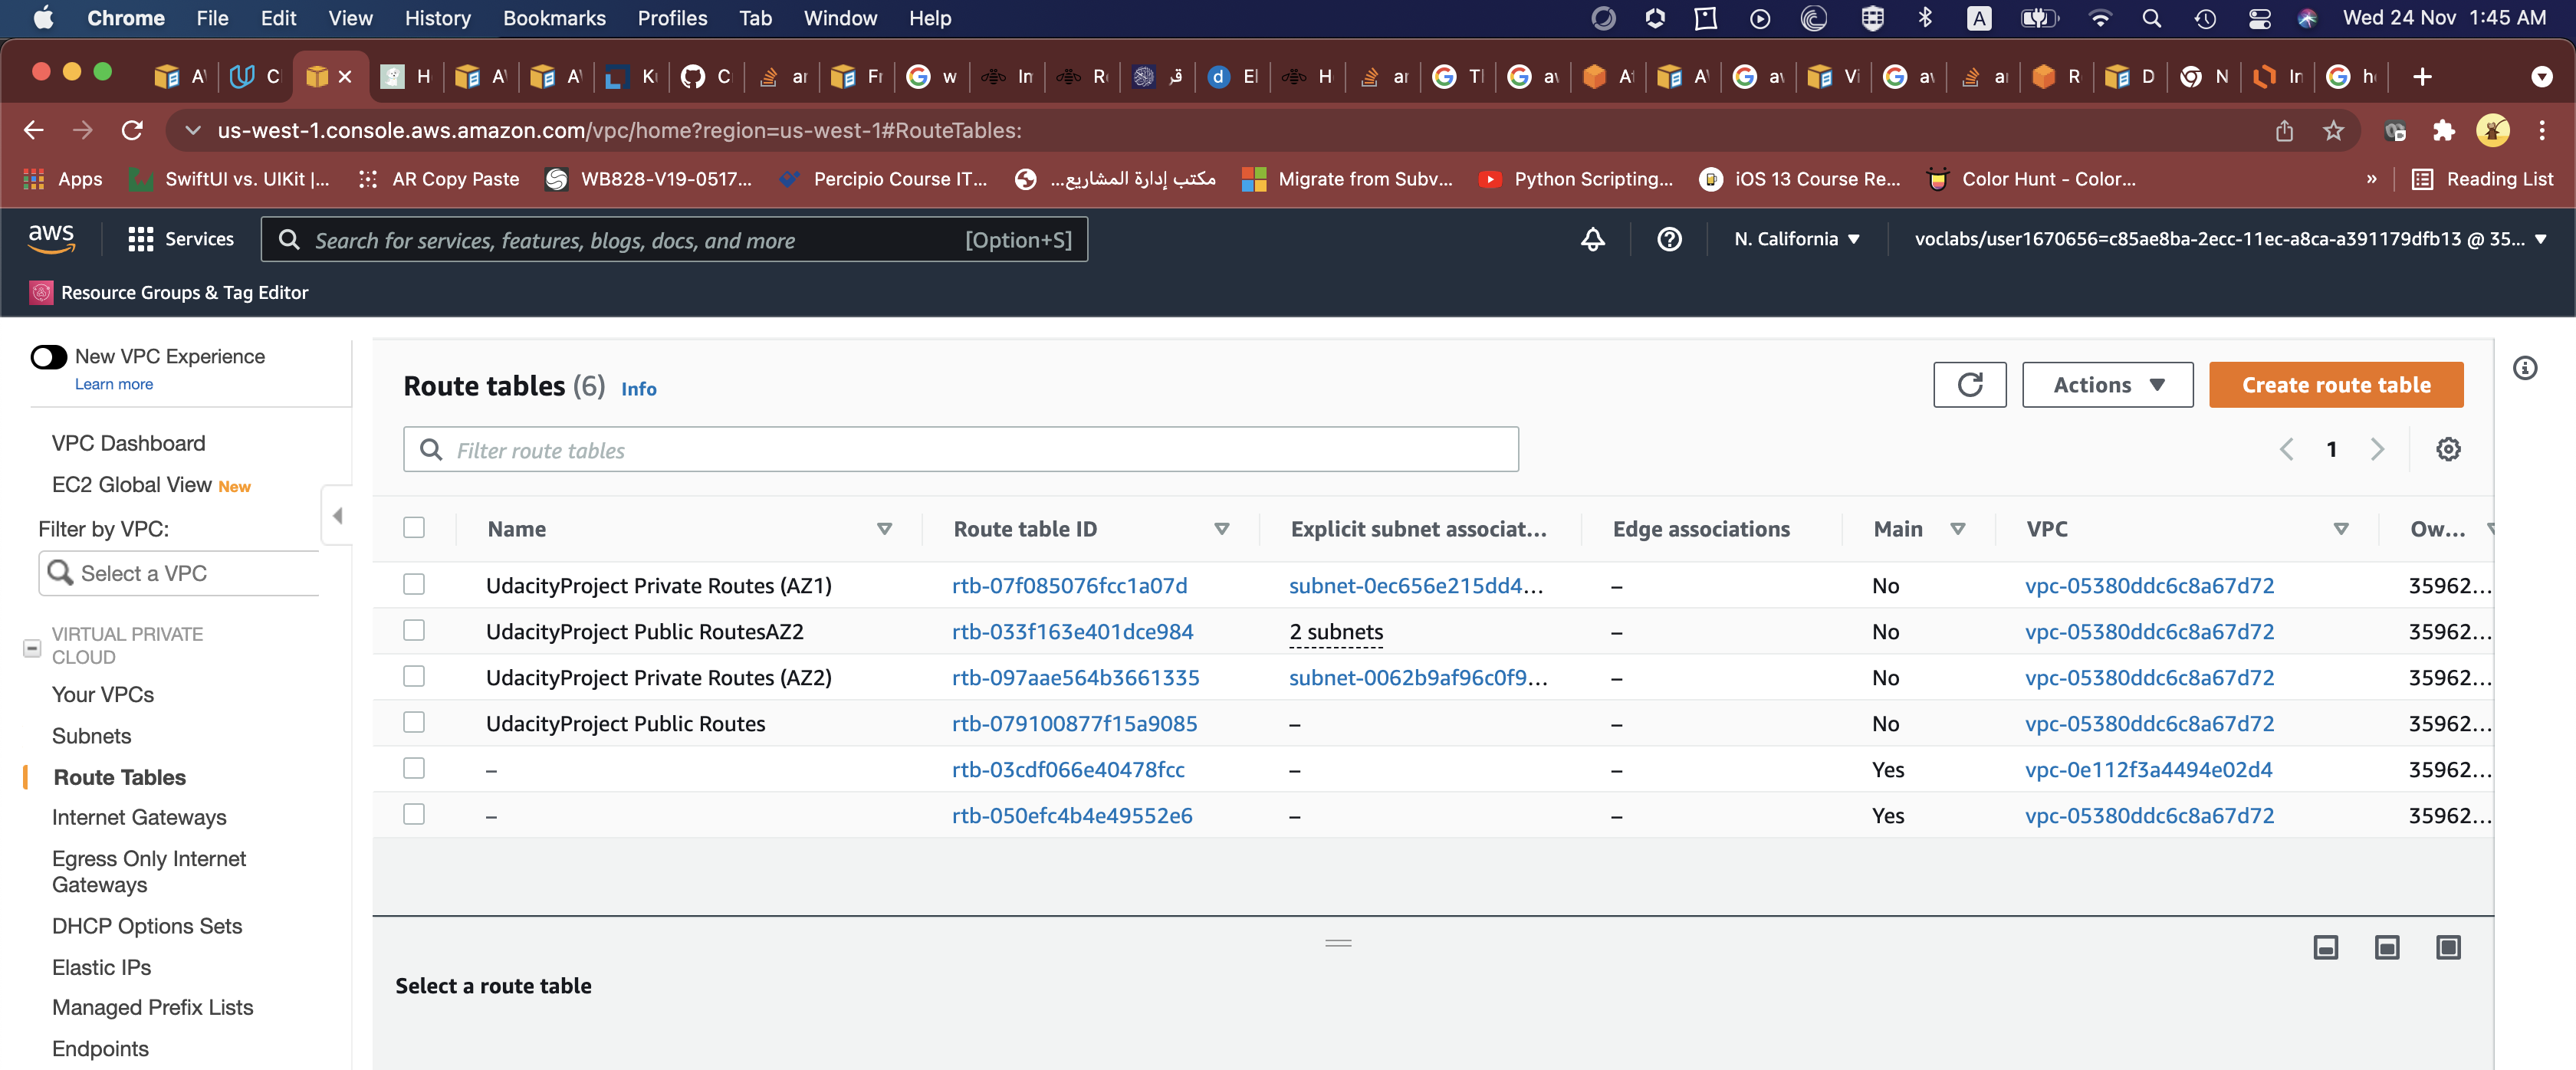 Chrome File Edit View History Bookmarks Profiles Tab Window Help A Wed 24 Nov 1:45 AM
us-west-1.console.aws.amazon.com/vpc/home?region=us-west-1#RouteTables:
Apps SwiftUI vs. UIKit |... AR Copy Paste WB828-V19-0517... Percipio Course IT... مكتب إدارة المشاريع... Migrate from Subv... Python Scripting... iOS 13 Course Re... Color Hunt - Color... » Reading List
aws Services Search for services, features, blogs, docs, and more [Option+S] N. California voclabs/user1670656=c85ae8ba-2ecc-11ec-a8ca-a391179dfb13 @ 35...
Resource Groups & Tag Editor
New VPC Experience
Learn more
VPC Dashboard
EC2 Global View New
Filter by VPC:
Select a VPC
VIRTUAL PRIVATE
CLOUD
Your VPCs
Subnets
Route Tables
Internet Gateways
Egress Only Internet
Gateways
DHCP Options Sets
Elastic IPs
Managed Prefix Lists
Endpoints
Route tables (6) Info
Actions
Create route table
Filter route tables
1
Name Route table ID Explicit subnet associat... Edge associations Main VPC Ow...
UdacityProject Private Routes (AZ1) rtb-07f085076fcc1a07d subnet-0ec656e215dd4... – No vpc-05380ddc6c8a67d72 35962...
UdacityProject Public RoutesAZ2 rtb-033f163e401dce984 2 subnets – No vpc-05380ddc6c8a67d72 35962...
UdacityProject Private Routes (AZ2) rtb-097aae564b3661335 subnet-0062b9af96c0f9... – No vpc-05380ddc6c8a67d72 35962...
UdacityProject Public Routes rtb-079100877f15a9085 – – No vpc-05380ddc6c8a67d72 35962...
– rtb-03cdf066e40478fcc – – Yes vpc-0e112f3a4494e02d4 35962...
– rtb-050efc4b4e49552e6 – – Yes vpc-05380ddc6c8a67d72 35962...
Select a route table